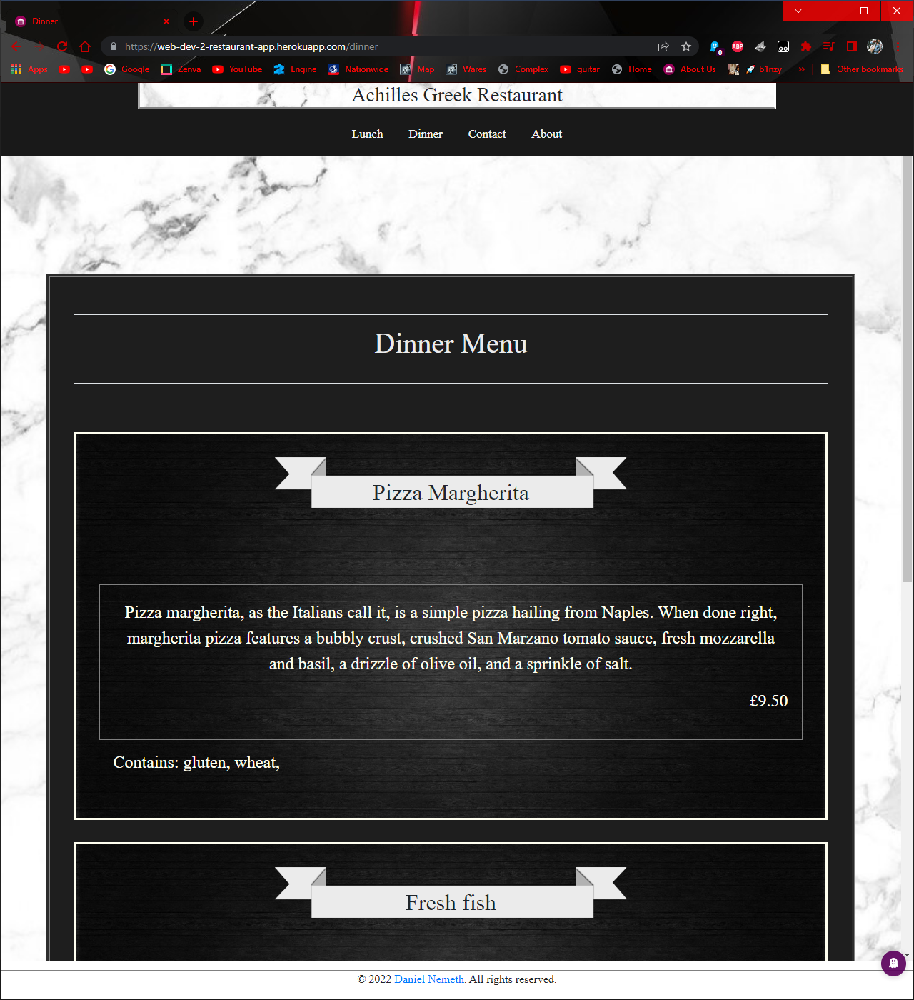 Dinner
https://web-dev-2-restaurant-app.herokuapp.com/dinner
0
ABP
Apps
Google
Zenva
YouTube
Engine
Nationwide
Map
Wares
Complex
guitar
Home
About Us
b1nzy
»
Other bookmarks
Achilles Greek Restaurant
Lunch Dinner Contact About
Dinner Menu
Pizza Margherita
Pizza margherita, as the Italians call it, is a simple pizza hailing from Naples. When done right,
margherita pizza features a bubbly crust, crushed San Marzano tomato sauce, fresh mozzarella
and basil, a drizzle of olive oil, and a sprinkle of salt.
£9.50
Contains: gluten, wheat,
Fresh fish
© 2022 Daniel Nemeth. All rights reserved.